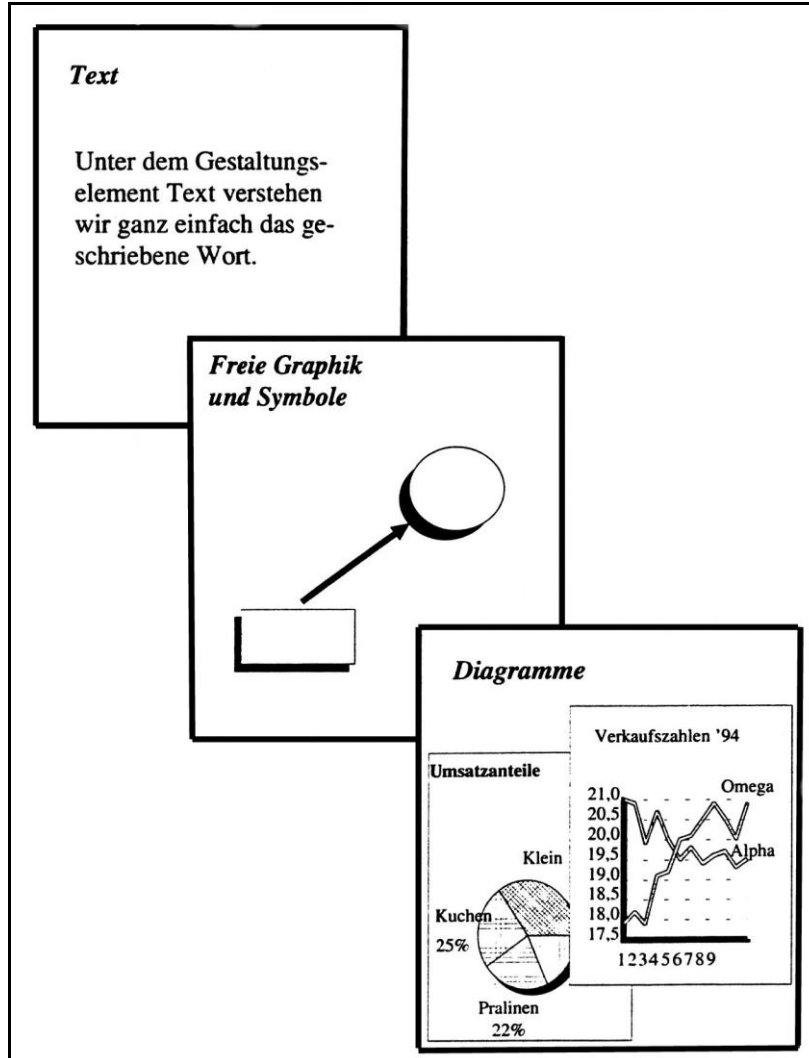 Text
Unter dem Gestaltungs-
element Text verstehen
wir ganz einfach das ge-
schriebene Wort.
Freie Graphik
und Symbole
Diagramme
Umsatzanteile
Klein
Kuchen
25%
Pralinen
22%
Verkaufszahlen '94
Omega
Alpha
21,0
20,5
20,0
19,5
19,0
18,5
18,0
17,5
123456789